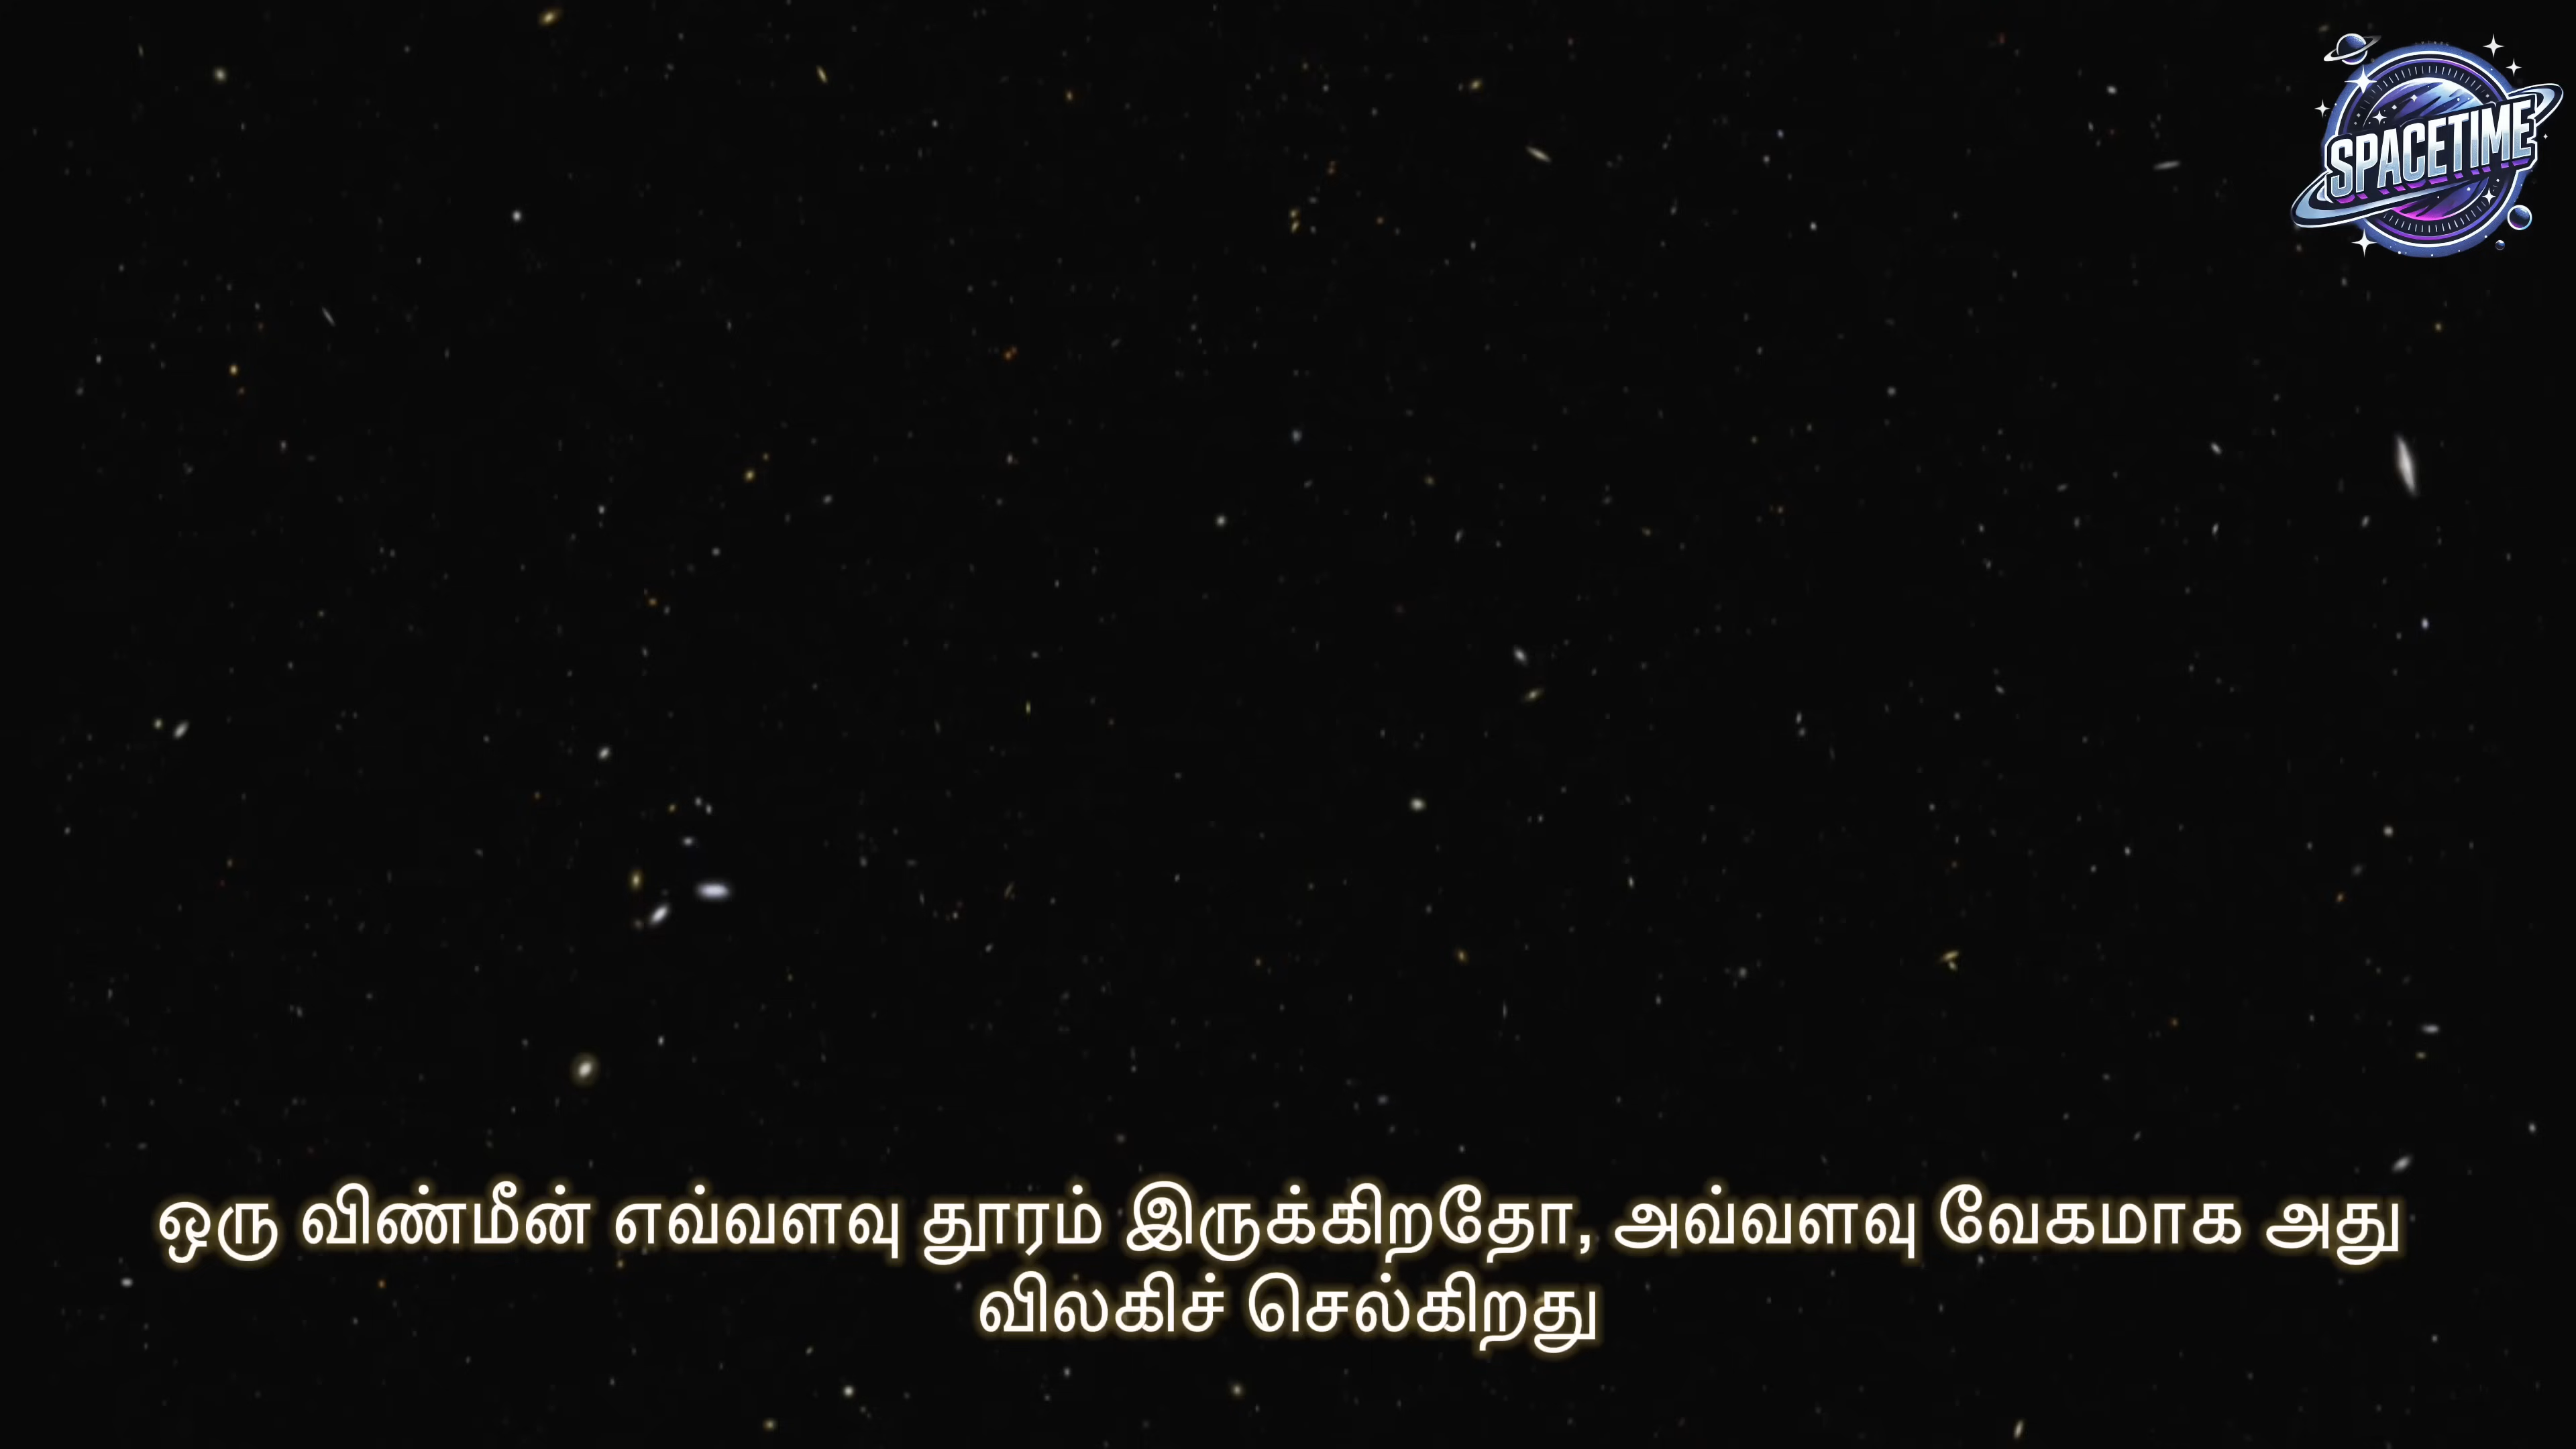 SPACETIME
ஒரு விண்மீன் எவ்வளவு தூரம் இருக்கிறதோ, அவ்வளவு வேகமாக அது
விலகிச் செல்கிறது